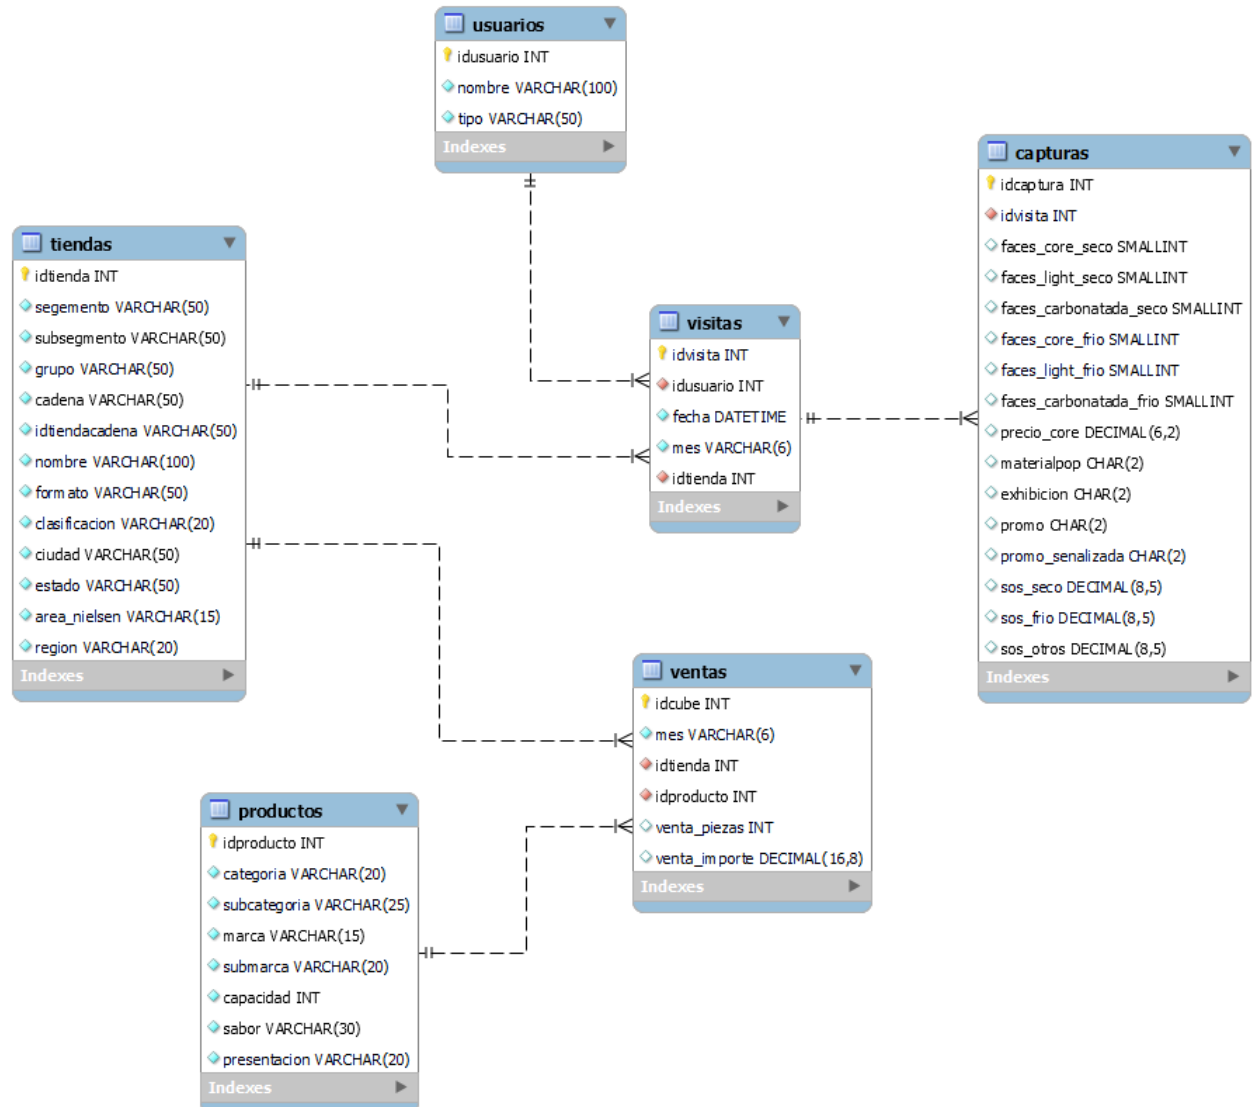 usuarios
idusuario INT
nombre VARCHAR(100)
tipo VARCHAR(50)
Indexes
tiendas
idtienda INT
segemento VARCHAR(50)
subsegmento VARCHAR(50)
grupo VARCHAR(50)
cadena VARCHAR(50)
idtiendacadena VARCHAR(50)
nombre VARCHAR(100)
formato VARCHAR(50)
clasificacion VARCHAR(20)
ciudad VARCHAR(50)
estado VARCHAR(50)
area_nielsen VARCHAR(15)
region VARCHAR(20)
Indexes
visitas
idvisita INT
idusuario INT
fecha DATETIME
mes VARCHAR(6)
idtienda INT
Indexes
capturas
idcaptura INT
idvisita INT
faces_core_seco SMALLINT
faces_light_seco SMALLINT
faces_carbonatada_seco SMALLINT
faces_core_frio SMALLINT
faces_light_frio SMALLINT
faces_carbonatada_frio SMALLINT
precio_core DECIMAL(6,2)
materialpop CHAR(2)
exhibicion CHAR(2)
promo CHAR(2)
promo_senalizada CHAR(2)
sos_seco DECIMAL(8,5)
sos_frio DECIMAL(8,5)
sos_otros DECIMAL(8,5)
Indexes
ventas
idcube INT
mes VARCHAR(6)
idtienda INT
idproducto INT
venta_piezas INT
venta_importe DECIMAL(16,8)
Indexes
productos
idproducto INT
categoria VARCHAR(20)
subcategoria VARCHAR(25)
marca VARCHAR(15)
submarca VARCHAR(20)
capacidad INT
sabor VARCHAR(30)
presentacion VARCHAR(20)
Indexes